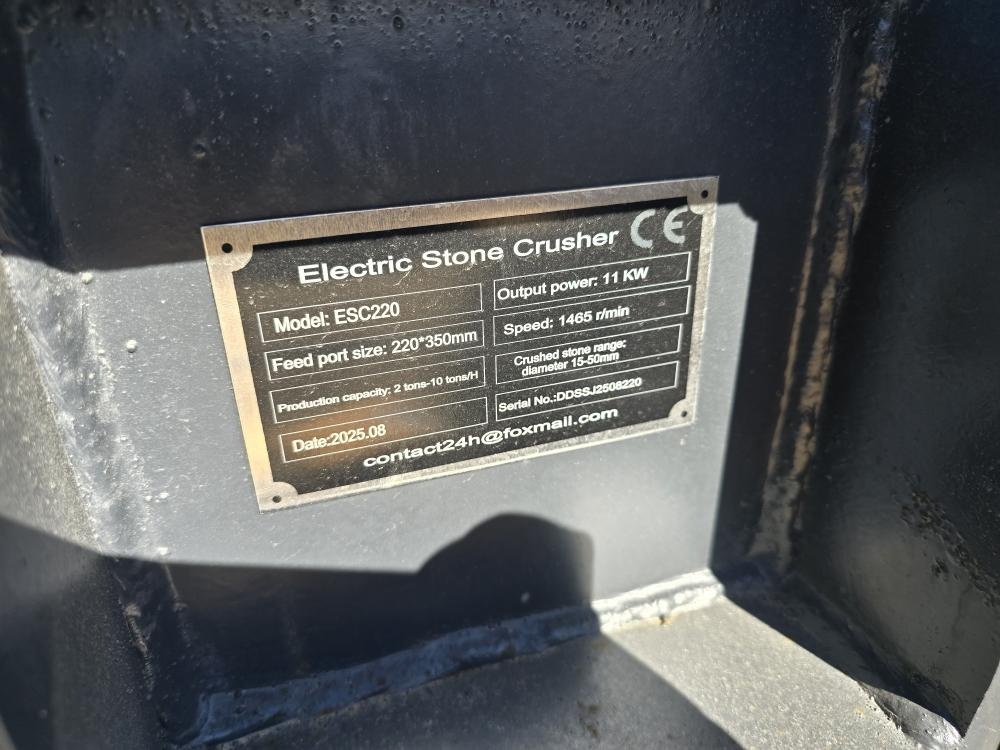 Electric Stone Crusher CE
Model: ESC220
Output power: 11 KW
Feed port size: 220*350mm
Speed: 1465 r/min
Production capacity: 2 tons-10 tons/H
Crushed stone range:
diameter 15-50mm
Date:2025.08
Serial No.:DDSSJ2508220
contact24h@foxmail.com